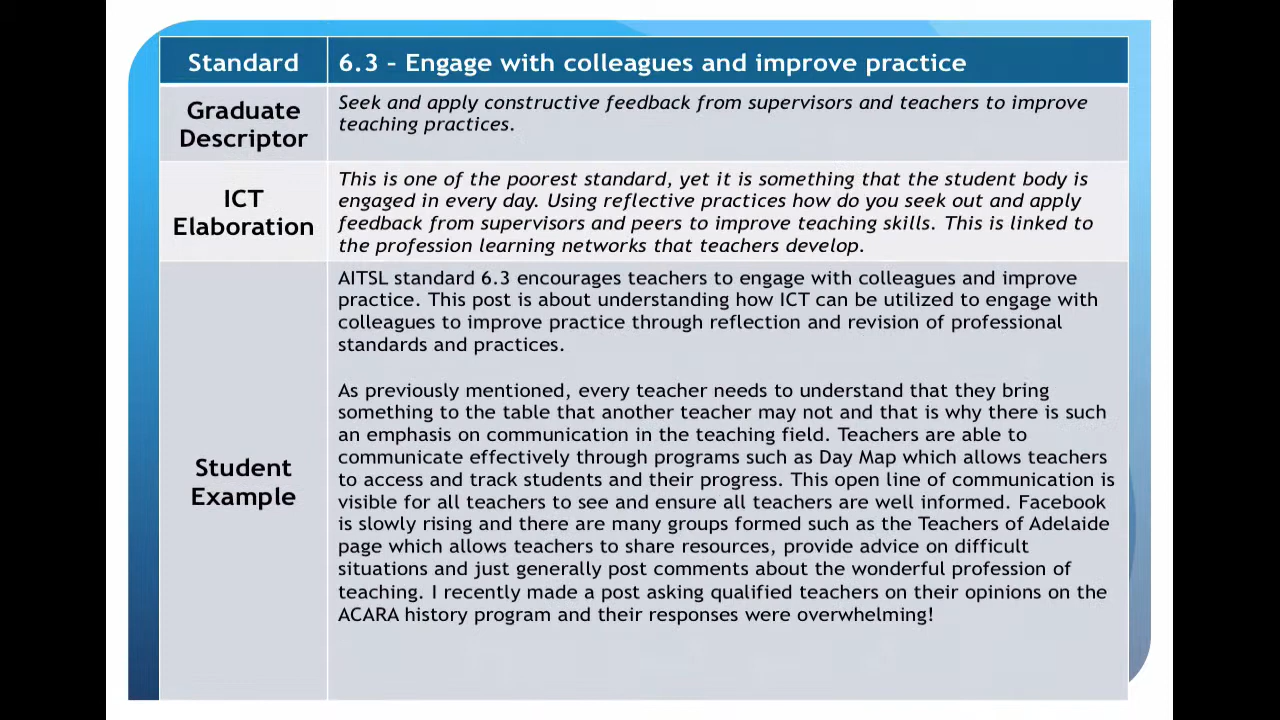 Standard
6.3 – Engage with colleagues and improve practice
Graduate
Descriptor
Seek and apply constructive feedback from supervisors and teachers to improve
teaching practices.
ICT
Elaboration
This is one of the poorest standard, yet it is something that the student body is
engaged in every day. Using reflective practices how do you seek out and apply
feedback from supervisors and peers to improve teaching skills. This is linked to
the profession learning networks that teachers develop.
Student
Example
AITSL standard 6.3 encourages teachers to engage with colleagues and improve
practice. This post is about understanding how ICT can be utilized to engage with
colleagues to improve practice through reflection and revision of professional
standards and practices.
As previously mentioned, every teacher needs to understand that they bring
something to the table that another teacher may not and that is why there is such
an emphasis on communication in the teaching field. Teachers are able to
communicate effectively through programs such as Day Map which allows teachers
to access and track students and their progress. This open line of communication is
visible for all teachers to see and ensure all teachers are well informed. Facebook
is slowly rising and there are many groups formed such as the Teachers of Adelaide
page which allows teachers to share resources, provide advice on difficult
situations and just generally post comments about the wonderful profession of
teaching. I recently made a post asking qualified teachers on their opinions on the
ACARA history program and their responses were overwhelming!